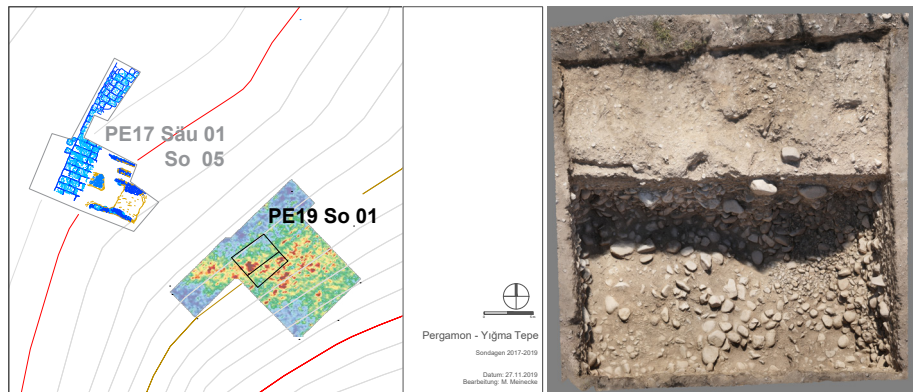 PE17 Säu 01
So 05
PE19 So 01
Pergamon - Yığma Tepe
Sondagen 2017-2019
Datum: 27.11.2019
Bearbeitung: M. Meinecke